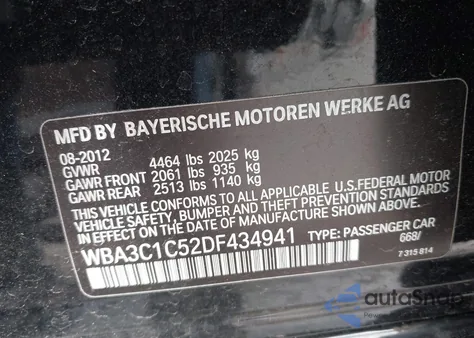 MFD BY BAYERISCHE MOTOREN WERKE AG
08-2012
GVWR 4464 lbs 2025 kg
GAWR FRONT 2061 lbs 935 kg
GAWR REAR 2513 lbs 1140 kg
THIS VEHICLE CONFORMS TO ALL APPLICABLE U.S.FEDERAL MOTOR
VEHICLE SAFETY, BUMPER AND THEFT PREVENTION STANDARDS
IN EFFECT ON THE DATE OF MANUFACTURE SHOWN ABOVE.
WBA3C1C52DF434941 TYPE: PASSENGER CAR
668/
7 315 814
autoSnap